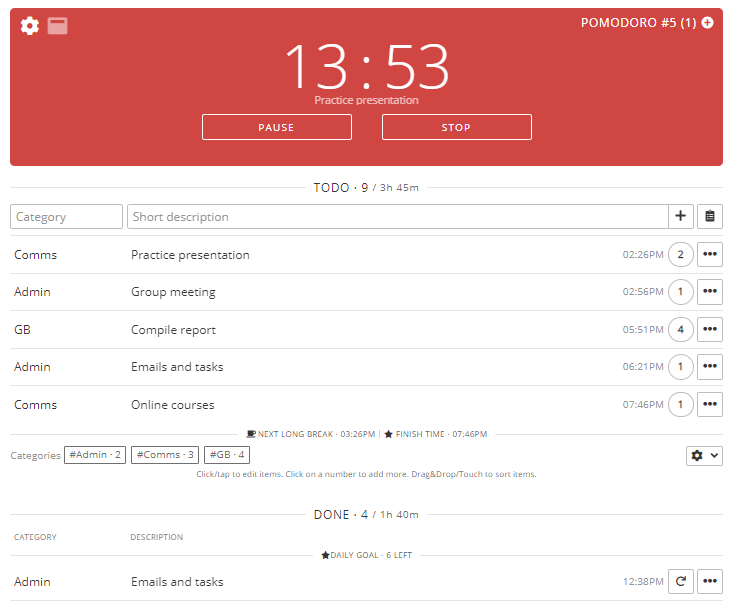 POMODORO #5 (1)
13:53
Practice presentation
PAUSE STOP
TODO · 9 / 3h 45m
Category Short description
Comms Practice presentation 02:26PM 2
Admin Group meeting 02:56PM 1
GB Compile report 05:51PM 4
Admin Emails and tasks 06:21PM 1
Comms Online courses 07:46PM 1
NEXT LONG BREAK · 03:26PM | FINISH TIME · 07:46PM
Categories #Admin · 2 #Comms · 3 #GB · 4
Click/tap to edit items. Click on a number to add more. Drag&Drop/Touch to sort items.
DONE · 4 / 1h 40m
CATEGORY DESCRIPTION
DAILY GOAL · 6 LEFT
Admin Emails and tasks 12:38PM